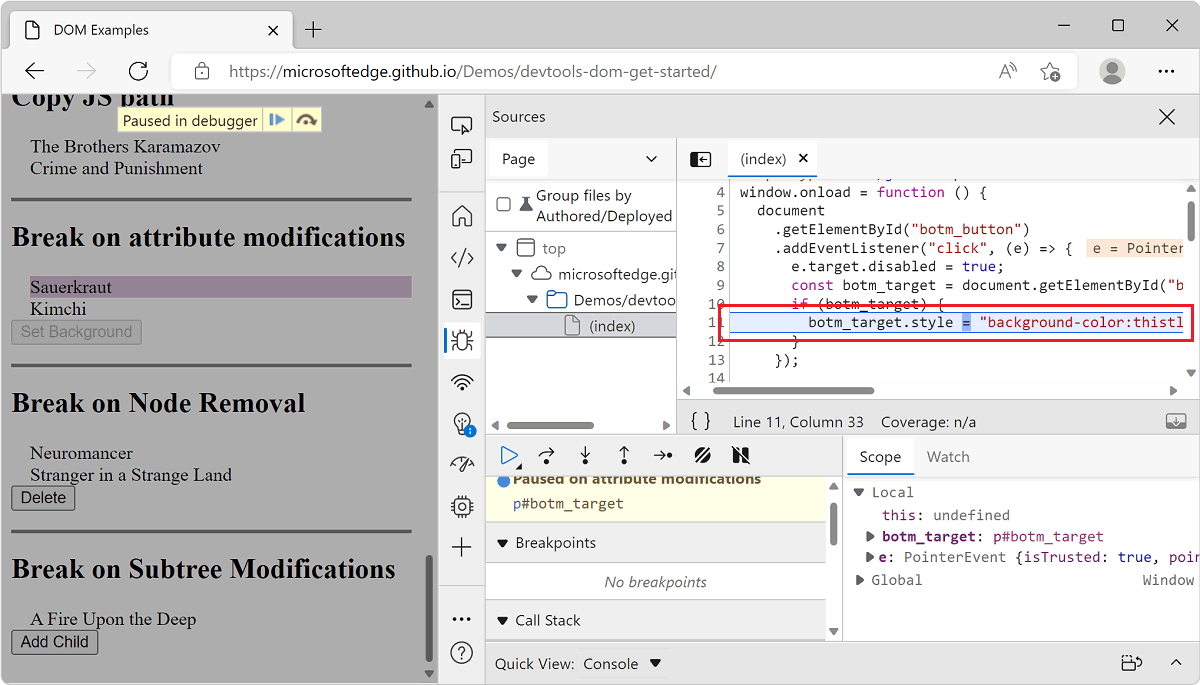 DOM Examples
https://microsoftedge.github.io/Demos/devtools-dom-get-started/
Copy JS path
Paused in debugger
The Brothers Karamazov
Crime and Punishment
Break on attribute modifications
Sauerkraut
Kimchi
Set Background
Break on Node Removal
Neuromancer
Stranger in a Strange Land
Delete
Break on Subtree Modifications
A Fire Upon the Deep
Add Child
Sources
Page
Group files by
Authored/Deployed
top
microsoftedge.git
Demos/devtoo
(index)
(index)
4 window.onload = function () {
5 document
6 .getElementById("botm_button")
7 .addEventListener("click", (e) => { e = Pointer
8 e.target.disabled = true;
9 const botm_target = document.getElementById("b
10 if (botm_target) {
11 botm_target.style = "background-color:thistl
12 }
13 });
14
{ } Line 11, Column 33 Coverage: n/a
Paused on attribute modifications
p#botm_target
Breakpoints
No breakpoints
Call Stack
Scope Watch
Local
this: undefined
botm_target: p#botm_target
e: PointerEvent {isTrusted: true, poin
Global Window
Quick View: Console